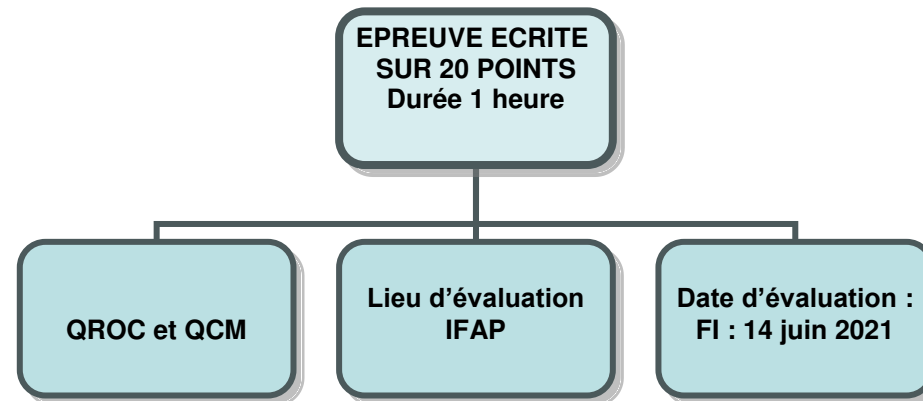 EPREUVE ECRITE
SUR 20 POINTS
Durée 1 heure
QROC et QCM
Lieu d'évaluation
IFAP
Date d'évaluation :
FI : 14 juin 2021